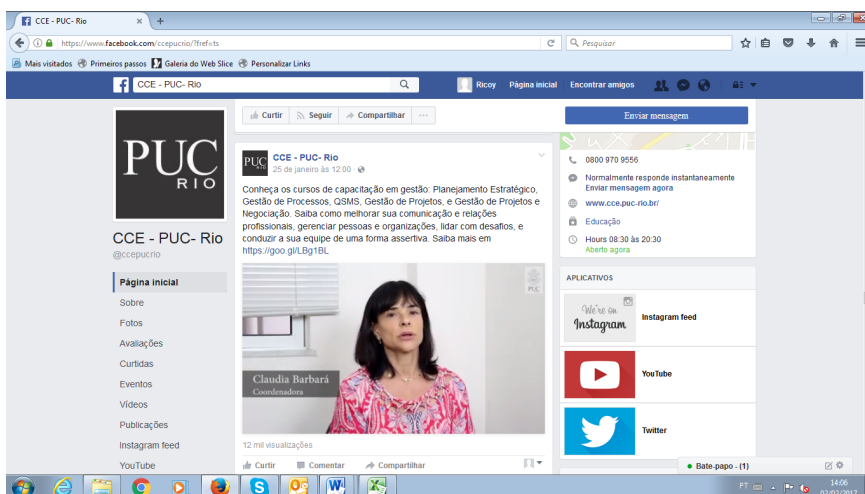 CCE - PUC- Rio
https://www.facebook.com/ccepucrio/?fref=ts
Pesquisar
Mais visitados
Primeiros passos
Galeria do Web Slice
Personalizar Links
CCE - PUC- Rio
Ricoy
Página inicial
Encontrar amigos
PUC
RIO
CCE - PUC- Rio
@ccepucrio
Página inicial
Sobre
Fotos
Avaliações
Curtidas
Eventos
Vídeos
Publicações
Instagram feed
YouTube
Curtir
Seguir
Compartilhar
PUC
RIO
CCE - PUC- Rio
25 de janeiro às 12:00 ·
Conheça os cursos de capacitação em gestão: Planejamento Estratégico,
Gestão de Processos, QSMS, Gestão de Projetos, e Gestão de Projetos e
Negociação. Saiba como melhorar sua comunicação e relações
profissionais, gerenciar pessoas e organizações, lidar com desafios, e
conduzir a sua equipe de uma forma assertiva. Saiba mais em
https://goo.gl/LBg1BL
PUC
Claudia Barbará
Coordenadora
12 mil visualizações
Curtir
Comentar
Compartilhar
Enviar mensagem
0800 970 9556
Normalmente responde instantaneamente
Enviar mensagem agora
www.cce.puc-rio.br/
Educação
Hours 08:30 às 20:30
Aberto agora
APLICATIVOS
We're on
Instagram
Instagram feed
YouTube
Twitter
Bate-papo - (1)
PT
14:06
02/02/2017